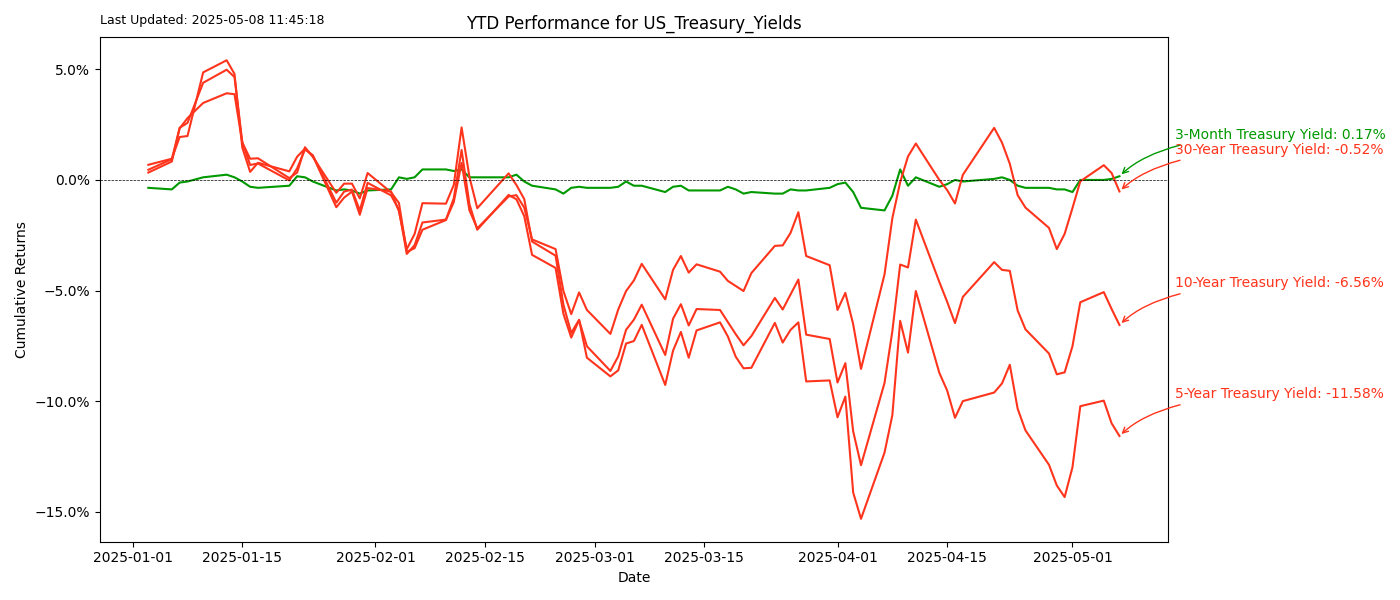 Last Updated: 2025-05-08 11:45:18
YTD Performance for US_Treasury_Yields
5.0%
0.0%
−5.0%
−10.0%
−15.0%
Cumulative Returns
3-Month Treasury Yield: 0.17%
30-Year Treasury Yield: -0.52%
10-Year Treasury Yield: -6.56%
5-Year Treasury Yield: -11.58%
2025-01-01 2025-01-15 2025-02-01 2025-02-15 2025-03-01 2025-03-15 2025-04-01 2025-04-15 2025-05-01
Date